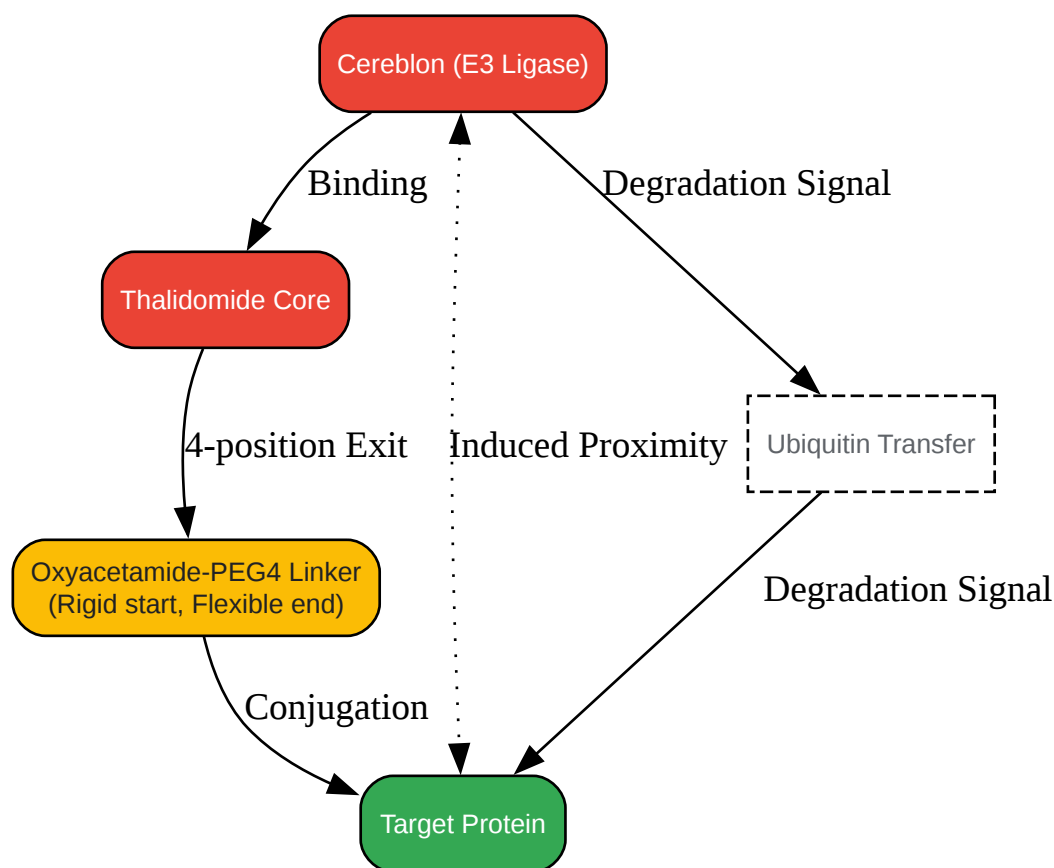 Cereblon (E3 Ligase)
Binding
Degradation Signal
Thalidomide Core
4-position Exit
Induced Proximity
Ubiquitin Transfer
Oxyacetamide-PEG4 Linker
(Rigid start, Flexible end)
Degradation Signal
Conjugation
Target Protein